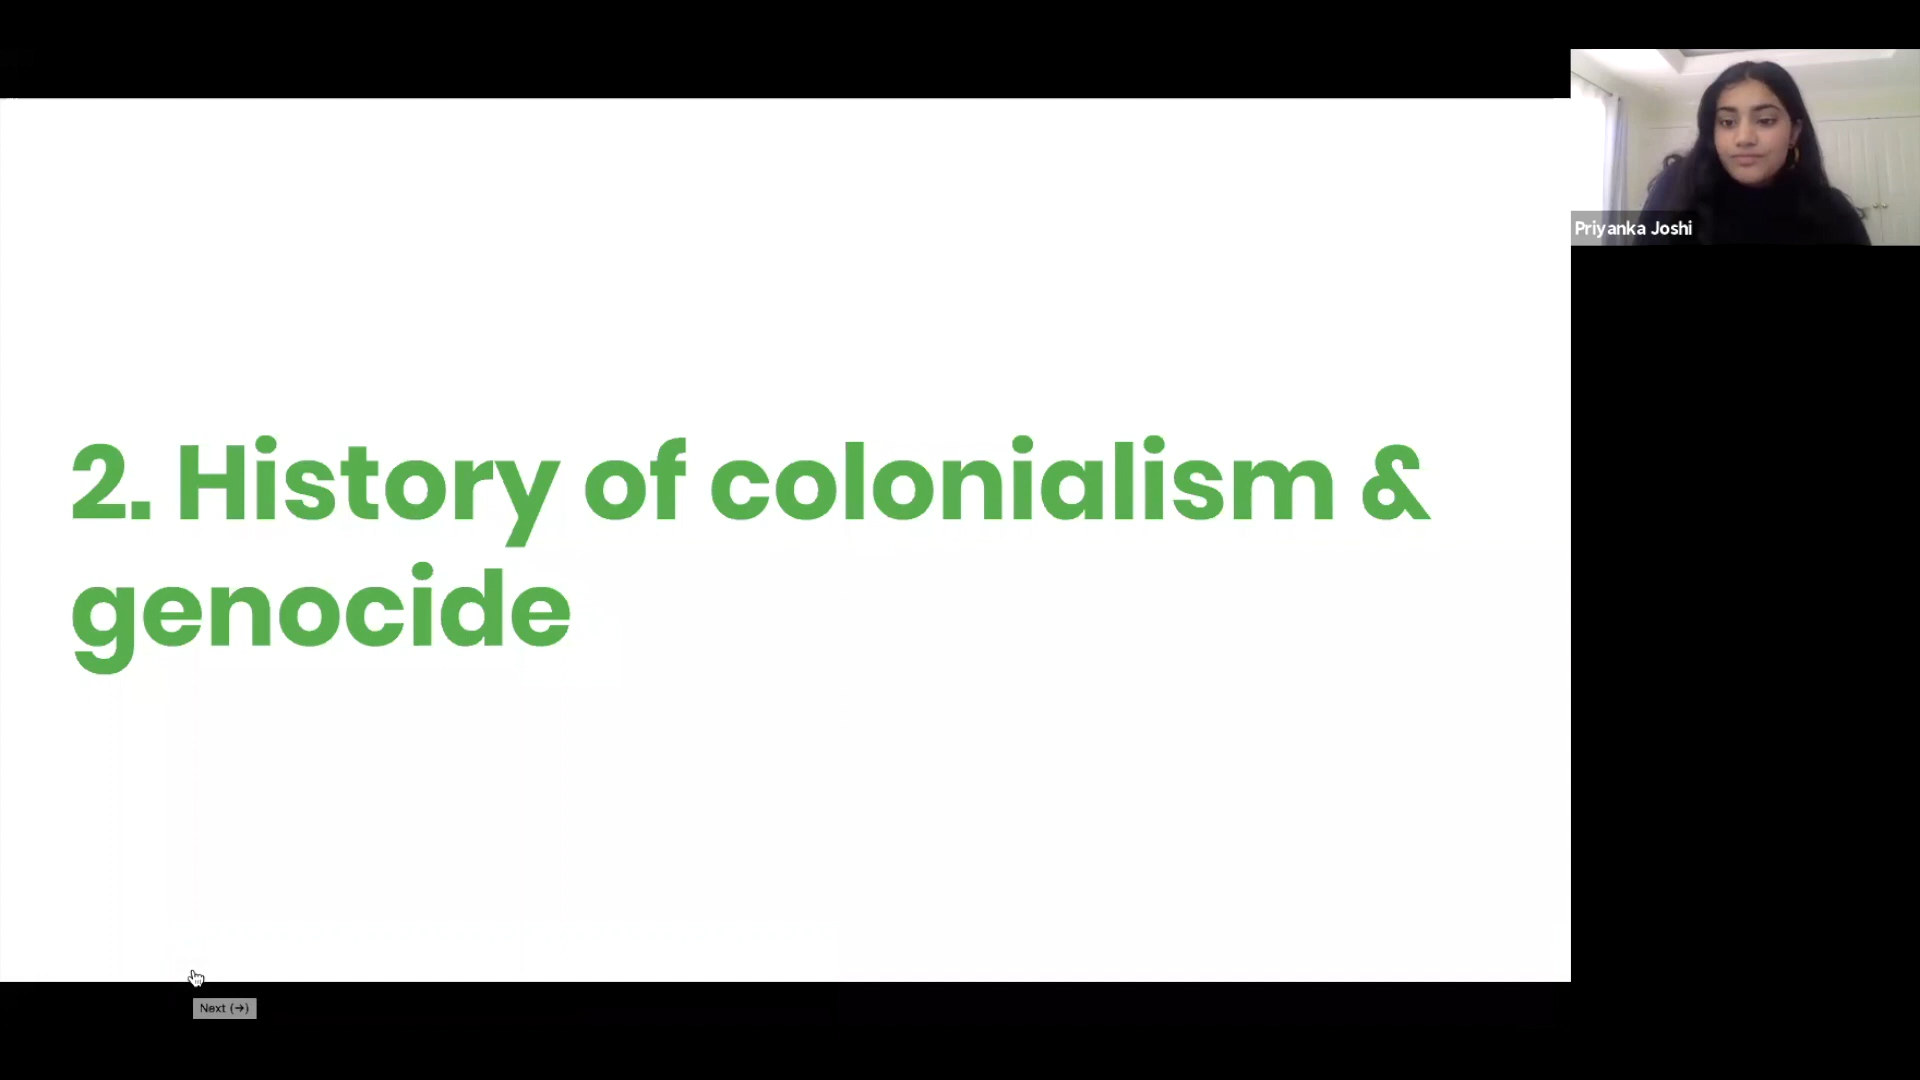 2. History of colonialism &
genocide
Priyanka Joshi
Next (→)